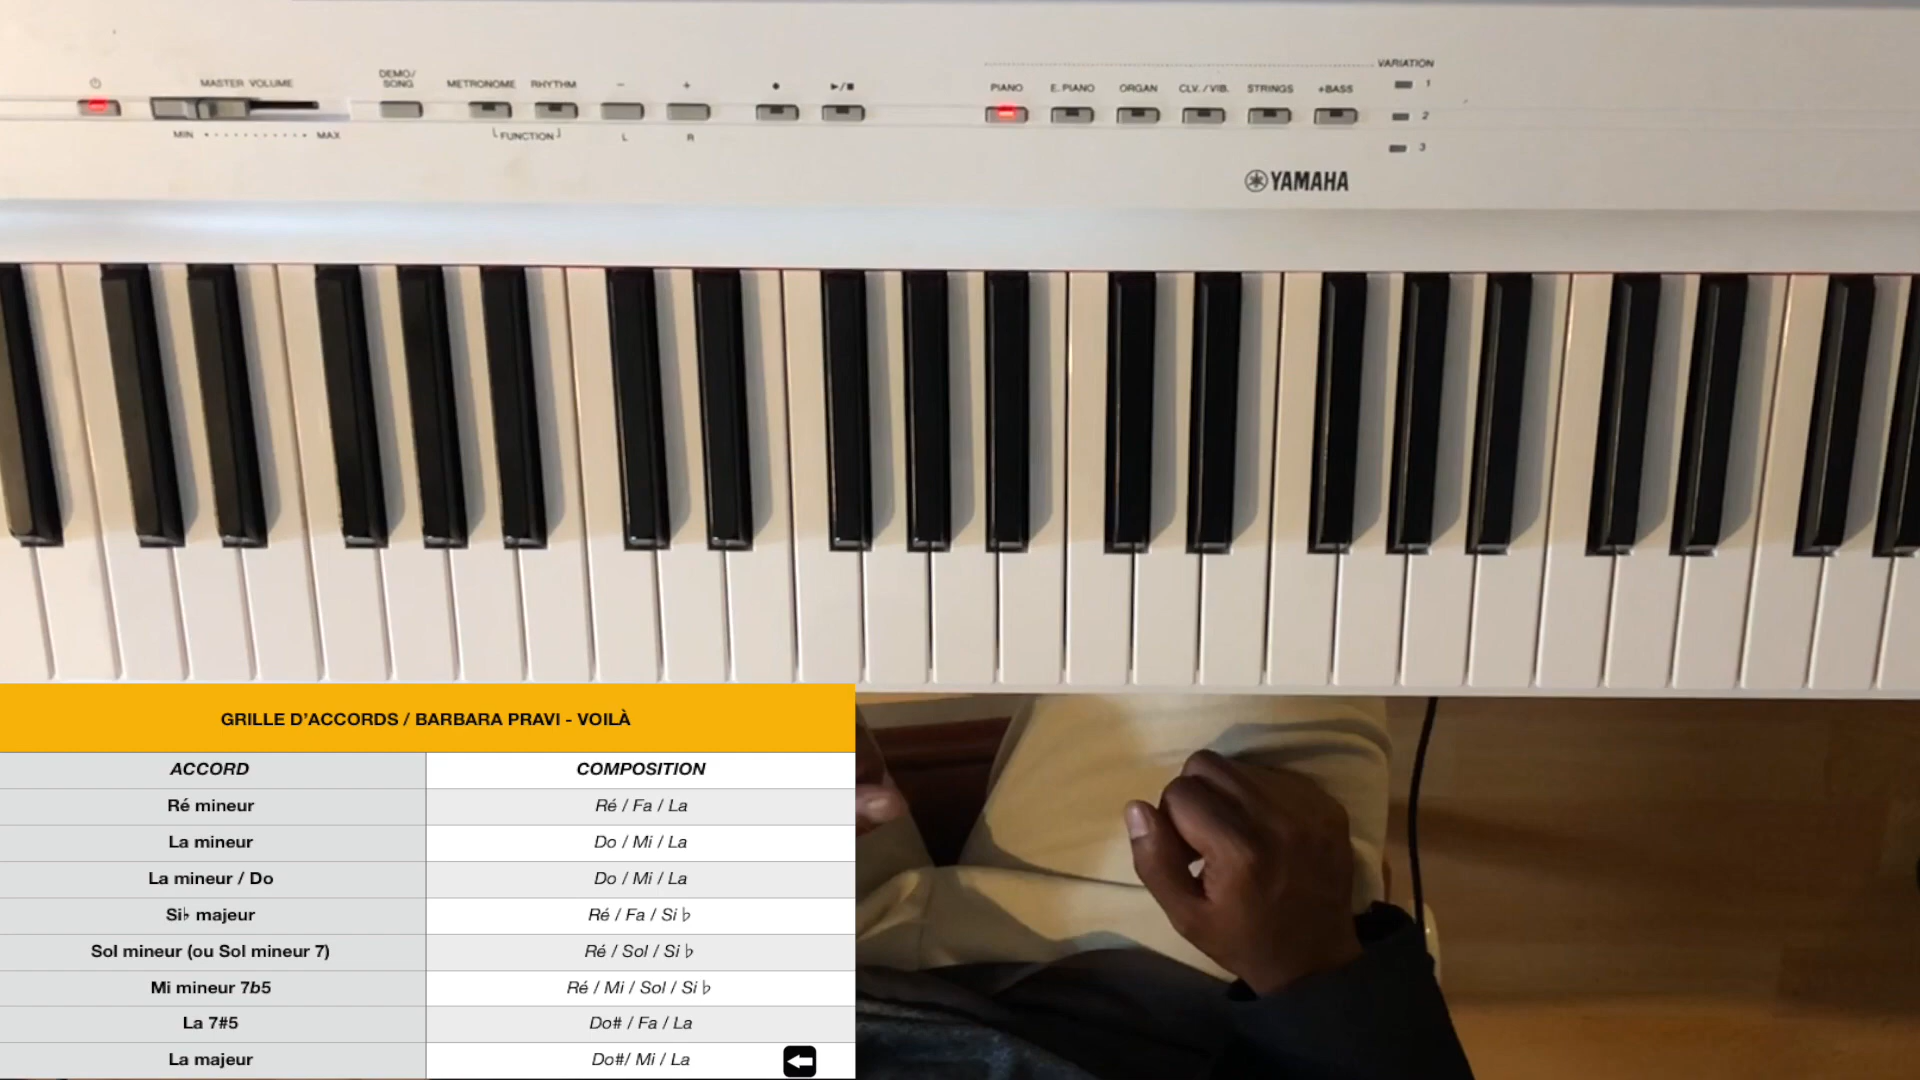 MASTER VOLUME
MIN MAX
DEMO/
SONG
METRONOME RHYTHM - +
FUNCTION L R
PIANO E. PIANO ORGAN CLV. / VIB. STRINGS +BASS
VARIATION
1
2
3
YAMAHA
GRILLE D'ACCORDS / BARBARA PRAVI - VOILÀ
ACCORD COMPOSITION
Ré mineur Ré / Fa / La
La mineur Do / Mi / La
La mineur / Do Do / Mi / La
Si♭ majeur Ré / Fa / Si ♭
Sol mineur (ou Sol mineur 7) Ré / Sol / Si ♭
Mi mineur 7b5 Ré / Mi / Sol / Si ♭
La 7#5 Do# / Fa / La
La majeur Do#/ Mi / La